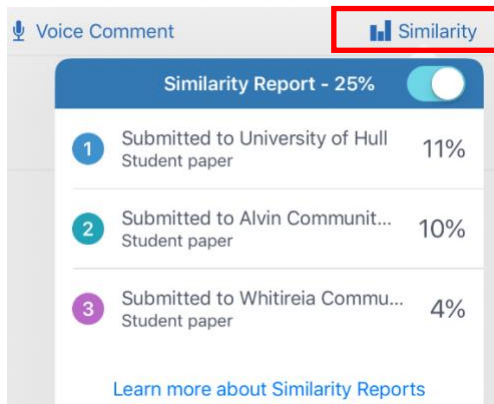 Voice Comment
Similarity
Similarity Report - 25%
1
Submitted to University of Hull
Student paper
11%
2
Submitted to Alvin Communit...
Student paper
10%
3
Submitted to Whitireia Commu...
Student paper
4%
Learn more about Similarity Reports